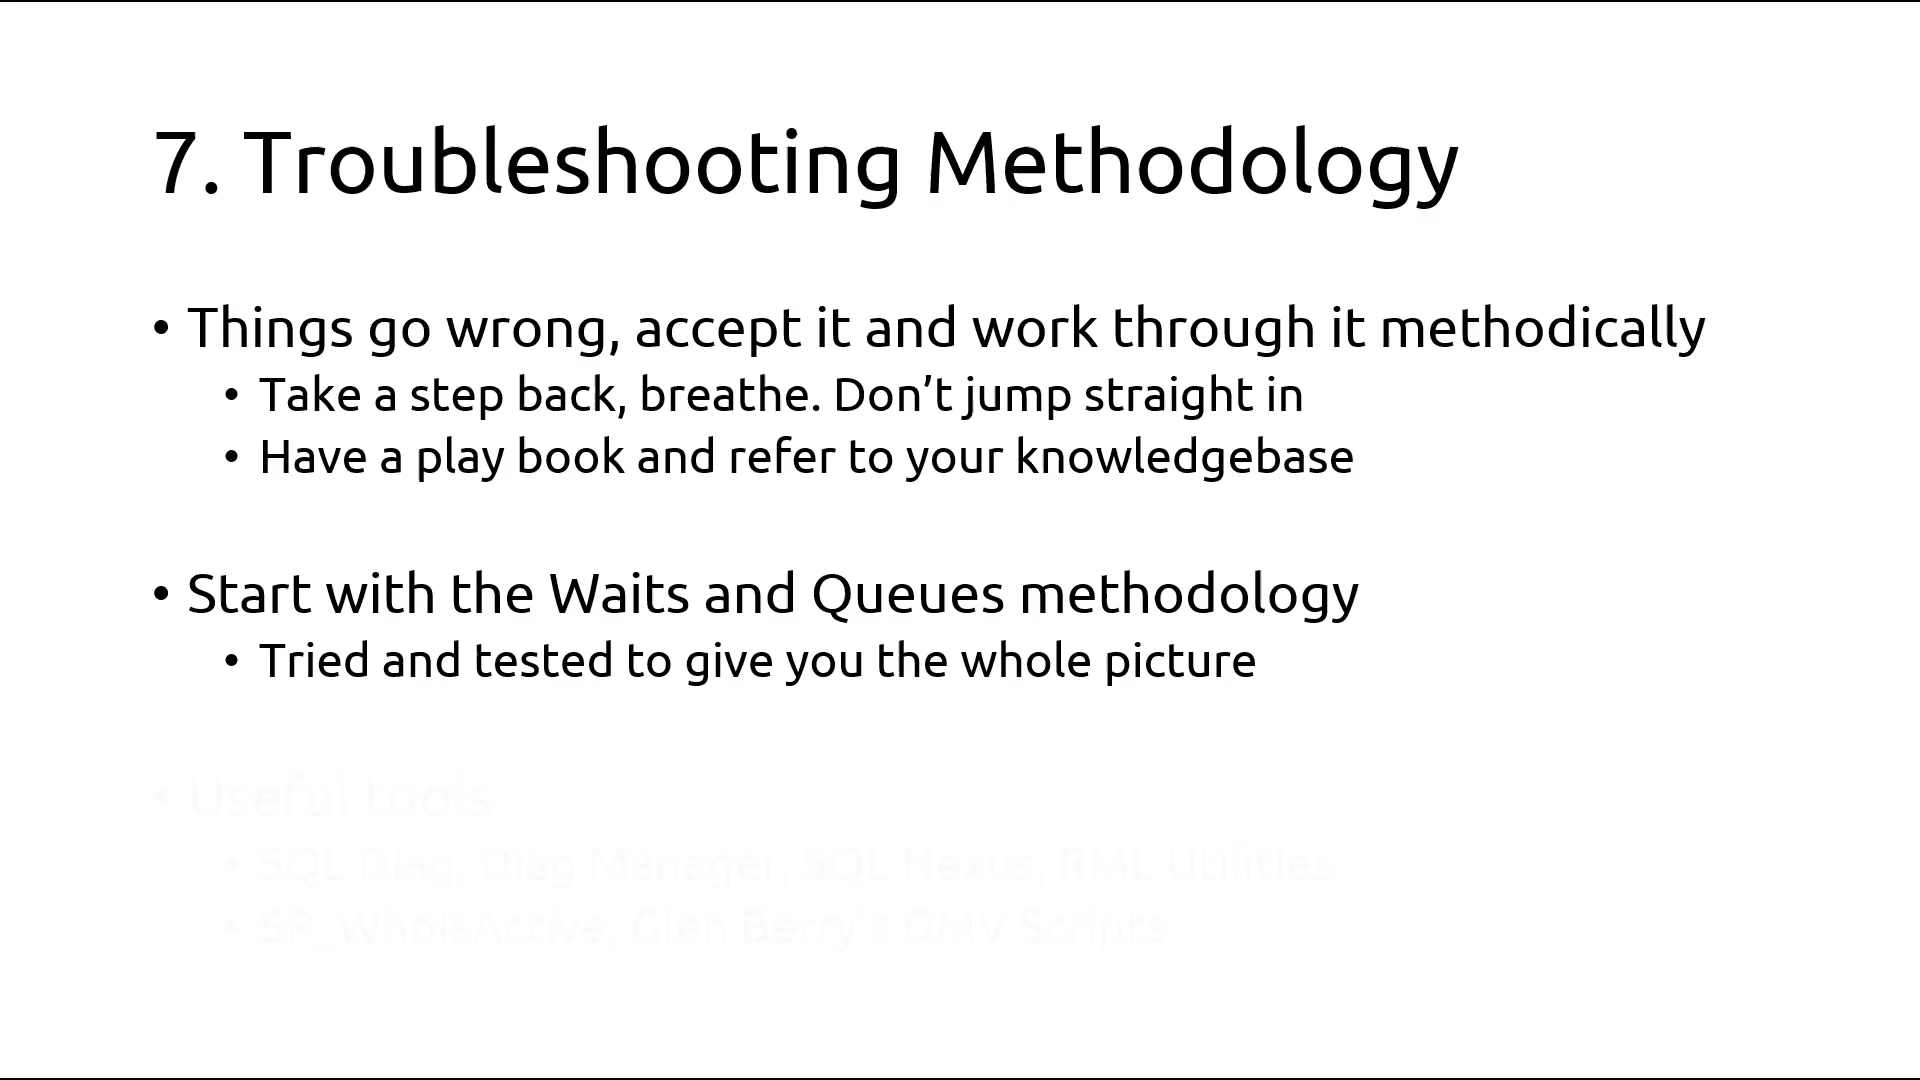 7. Troubleshooting Methodology
• Things go wrong, accept it and work through it methodically
• Take a step back, breathe. Don’t jump straight in
• Have a play book and refer to your knowledgebase
• Start with the Waits and Queues methodology
• Tried and tested to give you the whole picture
• Useful tools
• SQL Diag, Diag Manager, SQL Nexus, RML Utilities
• SP_WhoIsActive, Glen Berry's DMV Scripts